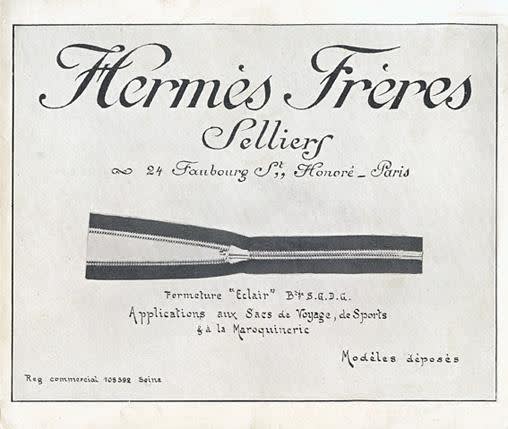 Hermès Frères
Selliers
24 Faubourg St,, Honoré - Paris
Fermeture "Eclair" Bté S.G.D.G.
Applications aux Sacs de Voyage, de Sports
& à la Maroquinerie
Modèles déposés
Reg commercial 109392 Seine